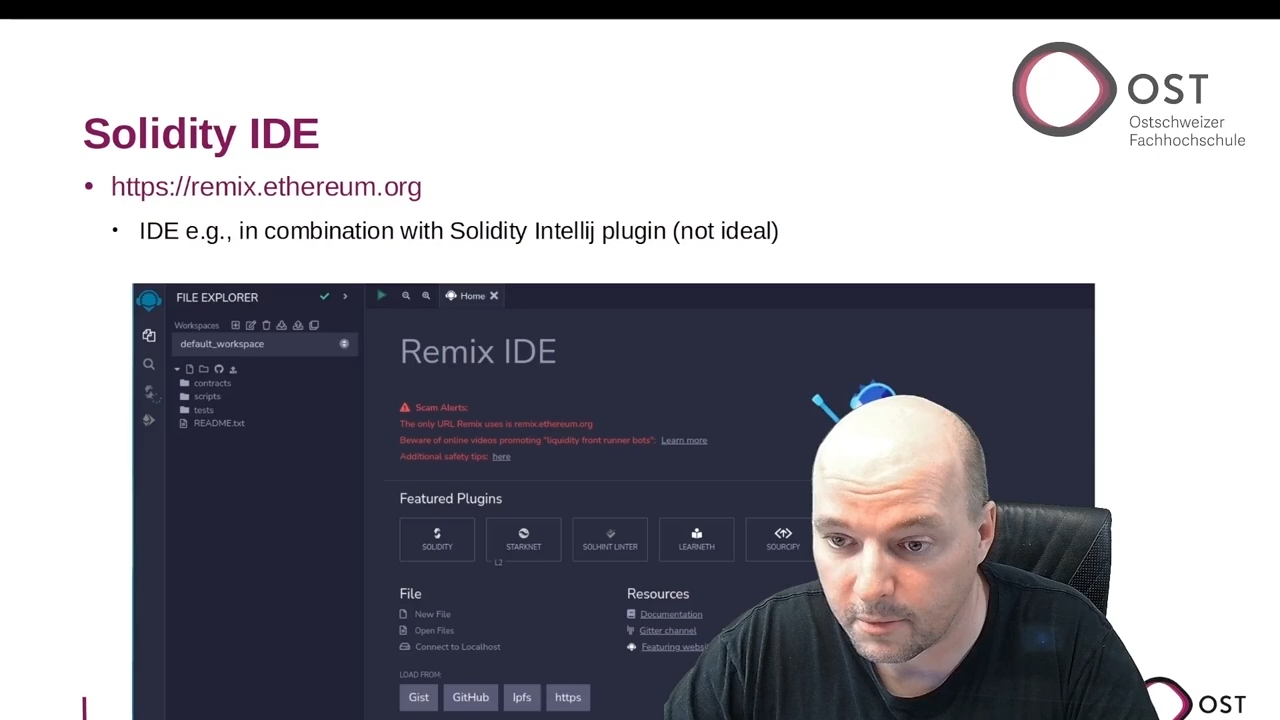 OST
Ostschweizer
Fachhochschule
Solidity IDE
• https://remix.ethereum.org
• IDE e.g., in combination with Solidity Intellij plugin (not ideal)
FILE EXPLORER
Home
Workspaces
default_workspace
contracts
scripts
tests
README.txt
Remix IDE
Scam Alerts:
The only URL Remix uses is remix.ethereum.org
Beware of online videos promoting "liquidity front runner bots": Learn more
Additional safety tips: here
Featured Plugins
SOLIDITY
STARKNET
SOLHINT LINTER
LEARNETH
SOURCIFY
L2
File
Resources
New File
Documentation
Open Files
Gitter channel
Connect to Localhost
Featuring
LOAD FROM:
Gist
GitHub
Ipfs
https
OST